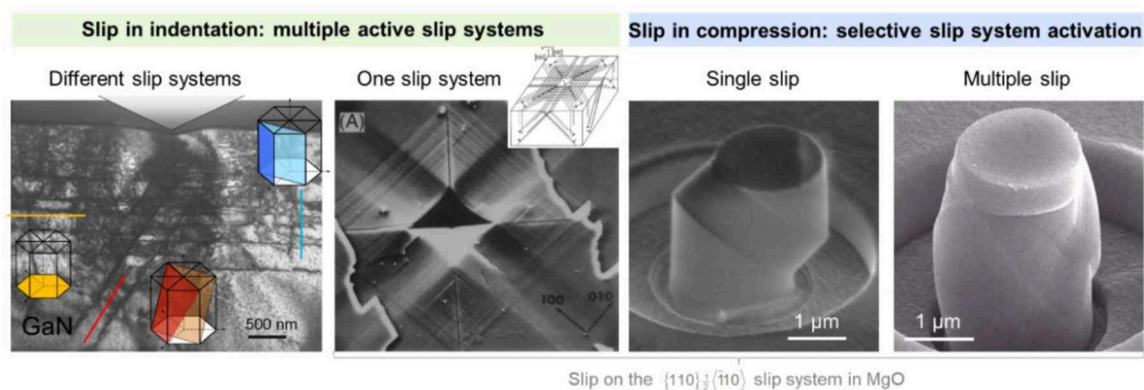 Slip in indentation: multiple active slip systems
Slip in compression: selective slip system activation
Different slip systems
One slip system
Single slip
Multiple slip
(A)
GaN
500 nm
100
010
1 µm
1 µm
Slip on the {110}½⟨1̄10⟩ slip system in MgO